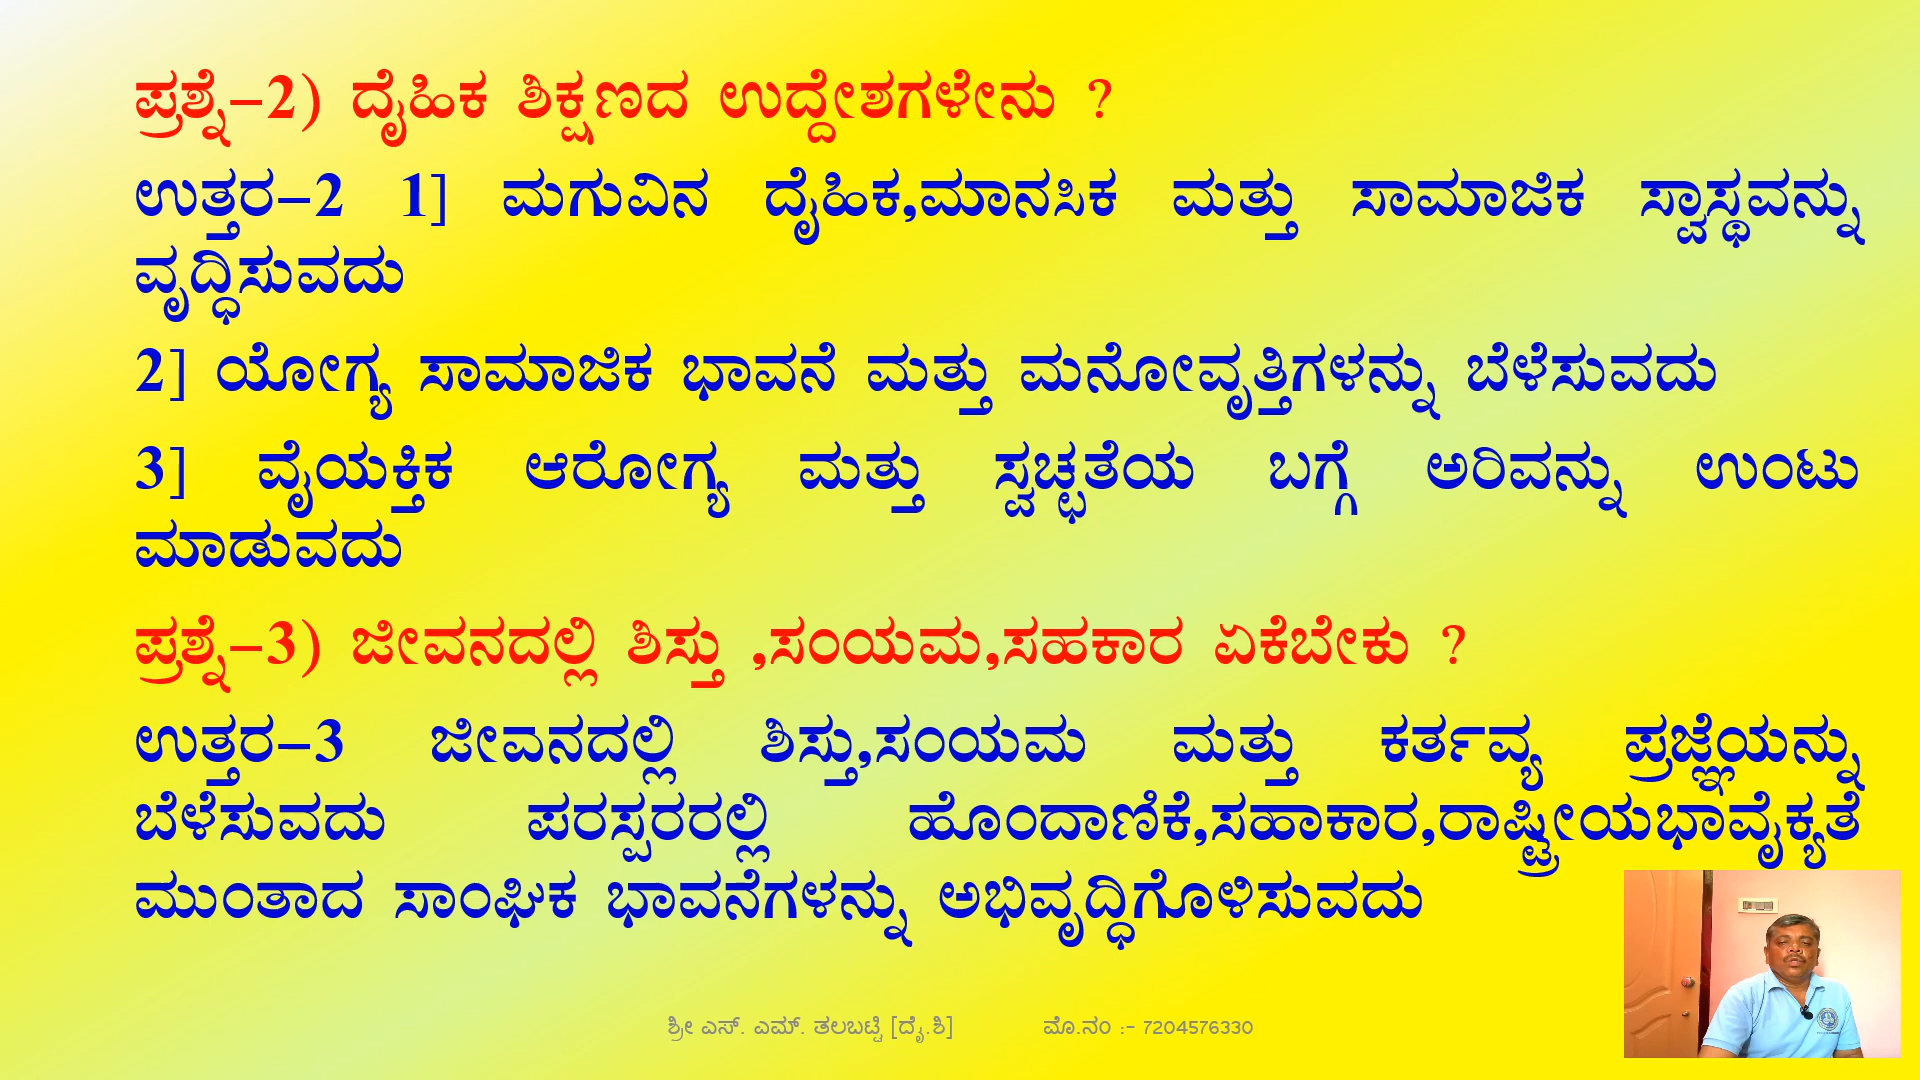 ಪ್ರಶ್ನೆ-2) ದೈಹಿಕ ಶಿಕ್ಷಣದ ಉದ್ದೇಶಗಳೇನು ?
ಉತ್ತರ-2 1] ಮಗುವಿನ ದೈಹಿಕ,ಮಾನಸಿಕ ಮತ್ತು ಸಾಮಾಜಿಕ ಸ್ವಾಸ್ಥವನ್ನು
ವೃದ್ಧಿಸುವದು
2] ಯೋಗ್ಯ ಸಾಮಾಜಿಕ ಭಾವನೆ ಮತ್ತು ಮನೋವೃತ್ತಿಗಳನ್ನು ಬೆಳೆಸುವದು
3] ವೈಯಕ್ತಿಕ ಆರೋಗ್ಯ ಮತ್ತು ಸ್ವಚ್ಛತೆಯ ಬಗ್ಗೆ ಅರಿವನ್ನು ಉಂಟು
ಮಾಡುವದು
ಪ್ರಶ್ನೆ-3) ಜೀವನದಲ್ಲಿ ಶಿಸ್ತು ,ಸಂಯಮ,ಸಹಕಾರ ಏಕೆಬೇಕು ?
ಉತ್ತರ-3 ಜೀವನದಲ್ಲಿ ಶಿಸ್ತು,ಸಂಯಮ ಮತ್ತು ಕರ್ತವ್ಯ ಪ್ರಜ್ಞೆಯನ್ನು
ಬೆಳೆಸುವದು ಪರಸ್ಪರರಲ್ಲಿ ಹೊಂದಾಣಿಕೆ,ಸಹಾಕಾರ,ರಾಷ್ಟ್ರೀಯಭಾವೈಕ್ಯತೆ
ಮುಂತಾದ ಸಾಂಘಿಕ ಭಾವನೆಗಳನ್ನು ಅಭಿವೃದ್ಧಿಗೊಳಿಸುವದು
ಶ್ರೀ ಎಸ್. ಎಮ್. ತಲಬಟ್ಟಿ [ದೈ.ಶಿ] ಮೊ.ನಂ :- 7204576330